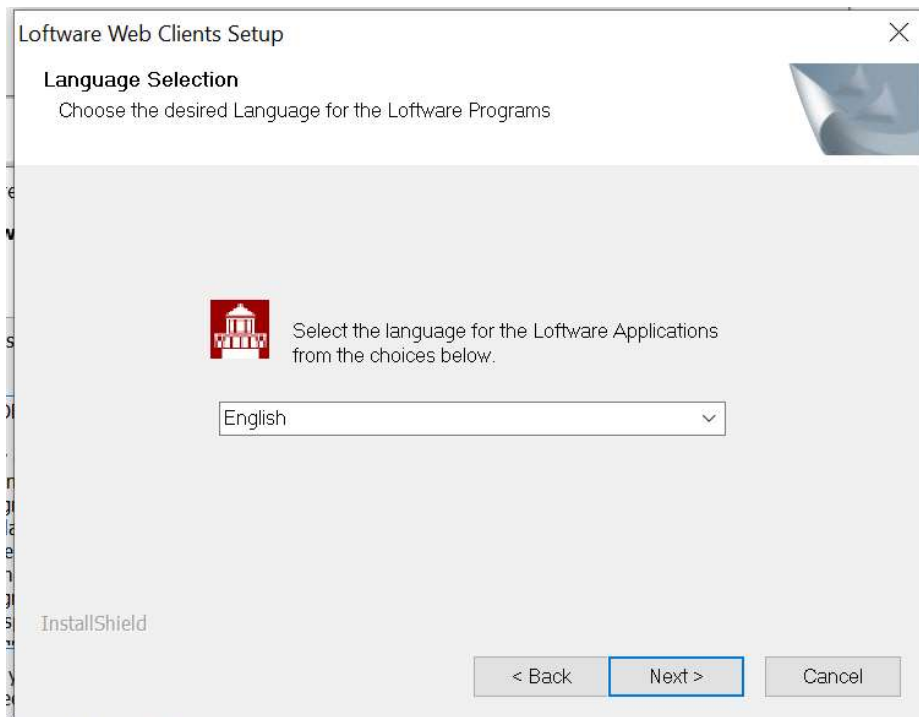 Loftware Web Clients Setup
Language Selection
Choose the desired Language for the Loftware Programs
Select the language for the Loftware Applications
from the choices below.
English
InstallShield
< Back
Next >
Cancel